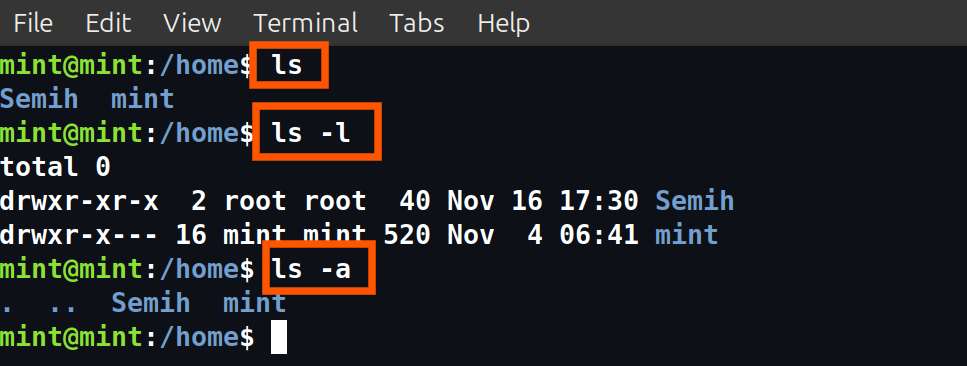 File Edit View Terminal Tabs Help
mint@mint:/home$ ls
Semih  mint
mint@mint:/home$ ls -l
total 0
drwxr-xr-x  2 root root  40 Nov 16 17:30 Semih
drwxr-x--- 16 mint mint 520 Nov  4 06:41 mint
mint@mint:/home$ ls -a
.  ..  Semih  mint
mint@mint:/home$